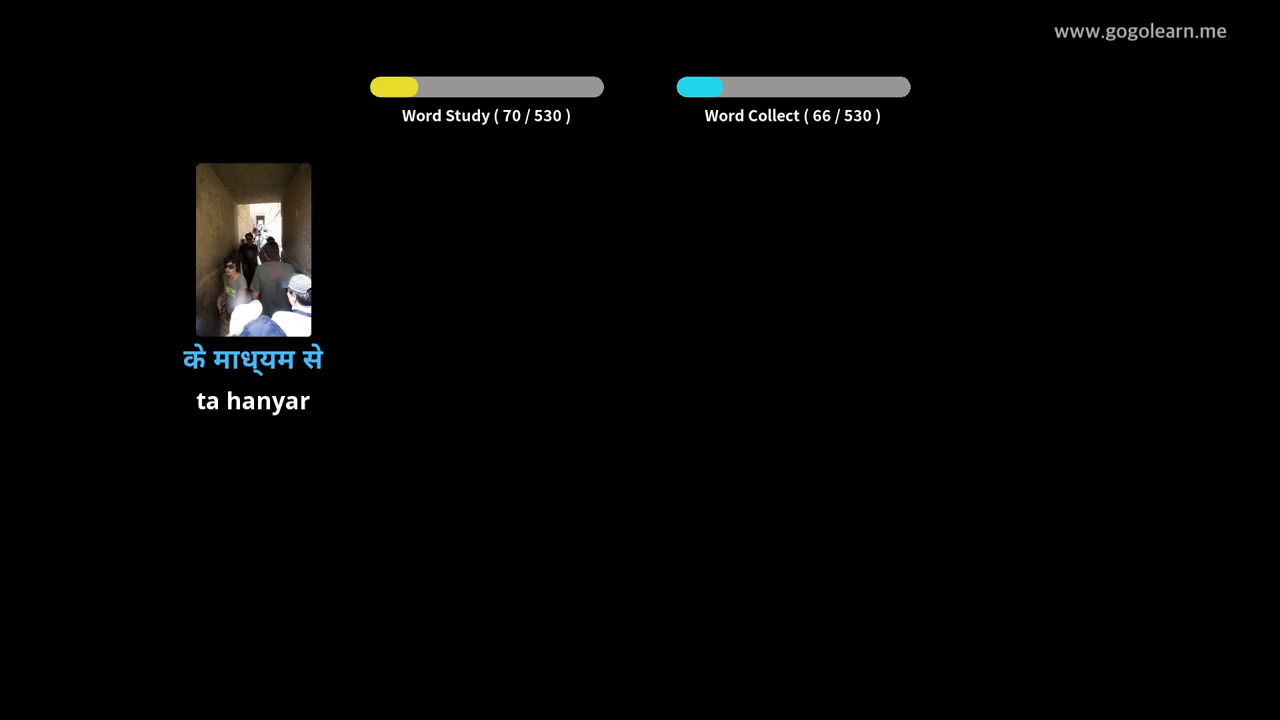 www.gogolearn.me
Word Study ( 70 / 530 )
Word Collect ( 66 / 530 )
के माध्यम से
ta hanyar